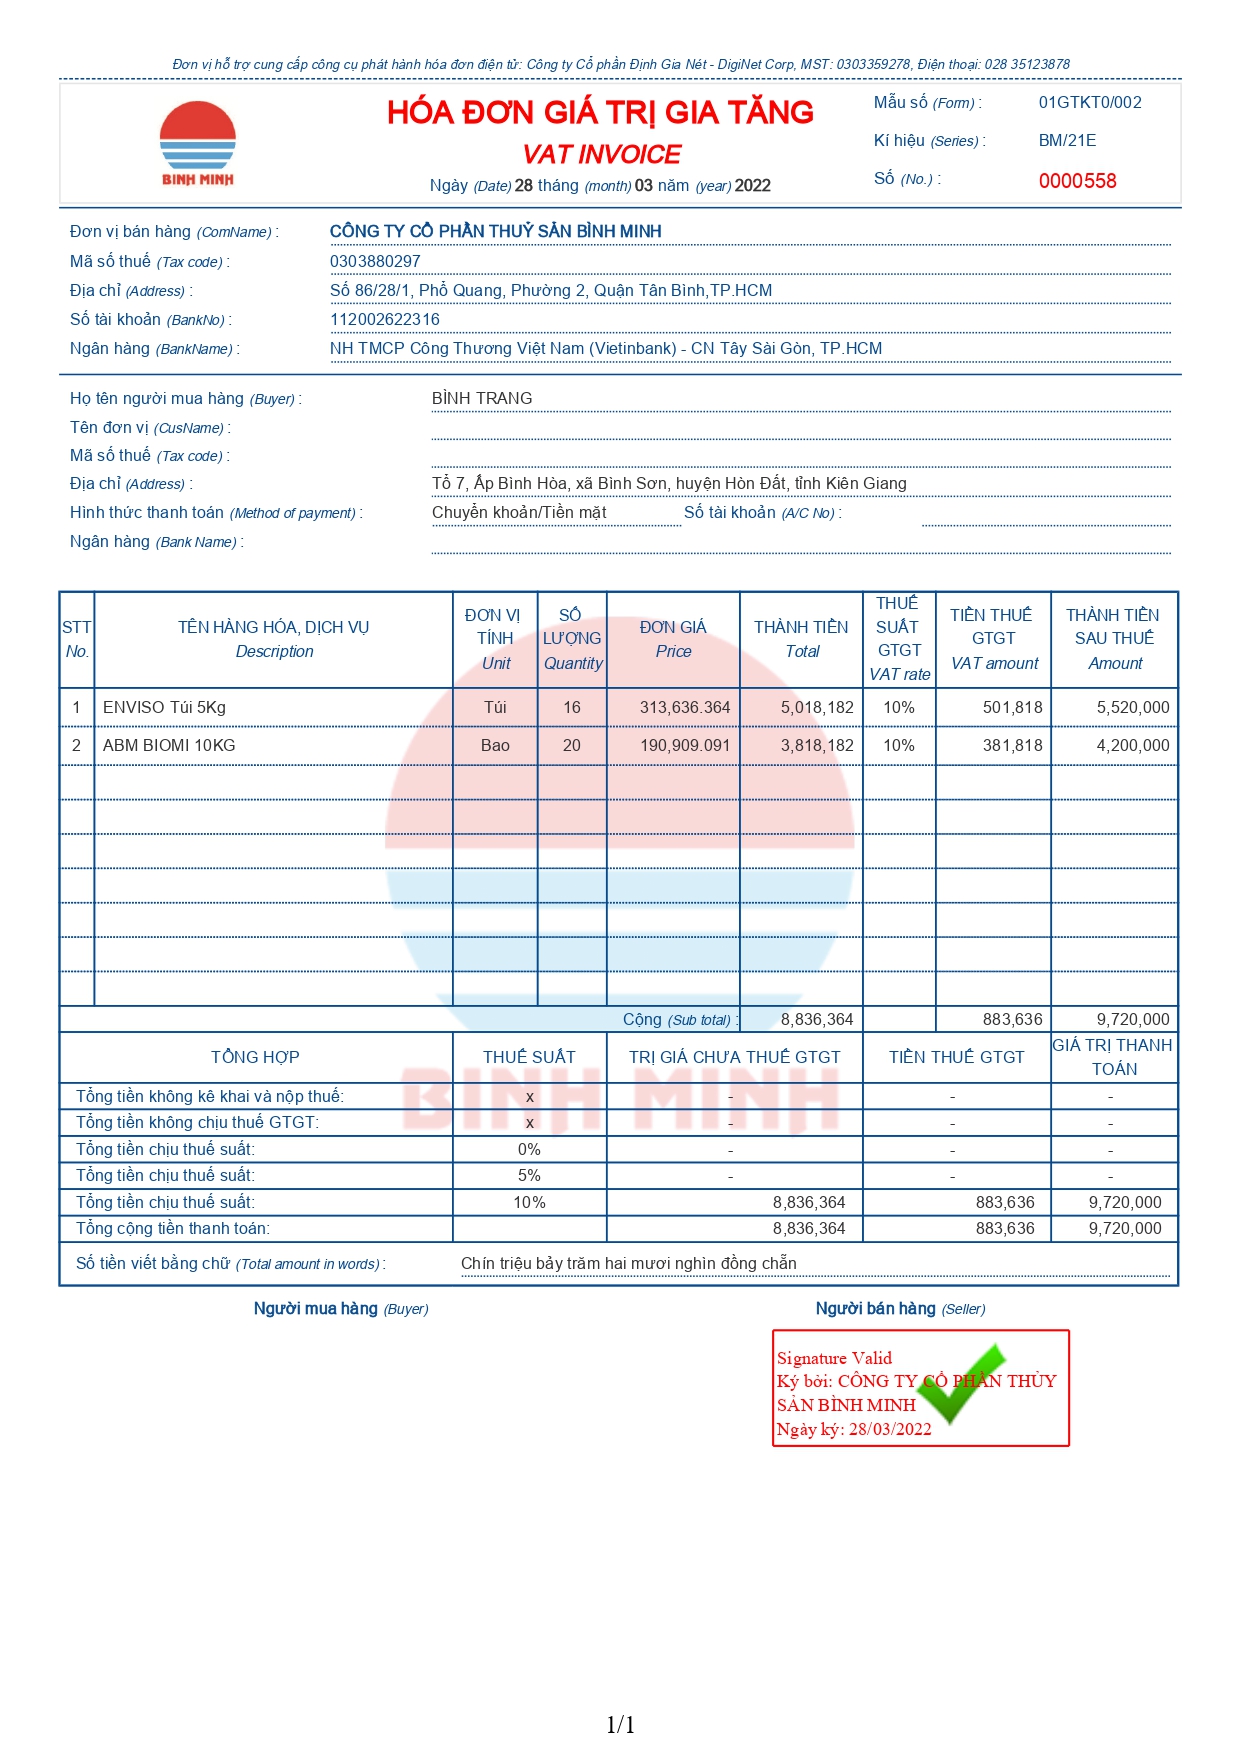 Đơn vị hỗ trợ cung cấp công cụ phát hành hóa đơn điện tử: Công ty Cổ phần Định Gia Nét - DigiNet Corp, MST: 0303359278, Điện thoại: 028 35123878
BINH MINH
HÓA ĐƠN GIÁ TRỊ GIA TĂNG
VAT INVOICE
Ngày (Date) 28 tháng (month) 03 năm (year) 2022
Mẫu số (Form) : 01GTKT0/002
Kí hiệu (Series) : BM/21E
Số (No.) : 0000558
Đơn vị bán hàng (ComName) : CÔNG TY CỔ PHẦN THUỶ SẢN BÌNH MINH
Mã số thuế (Tax code) : 0303880297
Địa chỉ (Address) : Số 86/28/1, Phổ Quang, Phường 2, Quận Tân Bình,TP.HCM
Số tài khoản (BankNo) : 112002622316
Ngân hàng (BankName) : NH TMCP Công Thương Việt Nam (Vietinbank) - CN Tây Sài Gòn, TP.HCM
Họ tên người mua hàng (Buyer) : BÌNH TRANG
Tên đơn vị (CusName) :
Mã số thuế (Tax code) :
Địa chỉ (Address) : Tổ 7, Ấp Bình Hòa, xã Bình Sơn, huyện Hòn Đất, tỉnh Kiên Giang
Hình thức thanh toán (Method of payment) : Chuyển khoản/Tiền mặt Số tài khoản (A/C No) :
Ngân hàng (Bank Name) :
STT No. TÊN HÀNG HÓA, DỊCH VỤ Description ĐƠN VỊ TÍNH Unit SỐ LƯỢNG Quantity ĐƠN GIÁ Price THÀNH TIỀN Total THUẾ SUẤT GTGT VAT rate TIỀN THUẾ GTGT VAT amount THÀNH TIỀN SAU THUẾ Amount
1 ENVISO Túi 5Kg Túi 16 313,636.364 5,018,182 10% 501,818 5,520,000
2 ABM BIOMI 10KG Bao 20 190,909.091 3,818,182 10% 381,818 4,200,000
Cộng (Sub total) : 8,836,364 883,636 9,720,000
TỔNG HỢP THUẾ SUẤT TRỊ GIÁ CHƯA THUẾ GTGT TIỀN THUẾ GTGT GIÁ TRỊ THANH TOÁN
BINH MINH
Tổng tiền không kê khai và nộp thuế: x - - -
Tổng tiền không chịu thuế GTGT: x - - -
Tổng tiền chịu thuế suất: 0% - - -
Tổng tiền chịu thuế suất: 5% - - -
Tổng tiền chịu thuế suất: 10% 8,836,364 883,636 9,720,000
Tổng cộng tiền thanh toán: 8,836,364 883,636 9,720,000
Số tiền viết bằng chữ (Total amount in words) : Chín triệu bảy trăm hai mươi nghìn đồng chẵn
Người mua hàng (Buyer) Người bán hàng (Seller)
Signature Valid
Ký bởi: CÔNG TY CỔ PHẦN THỦY
SẢN BÌNH MINH
Ngày ký: 28/03/2022
1/1